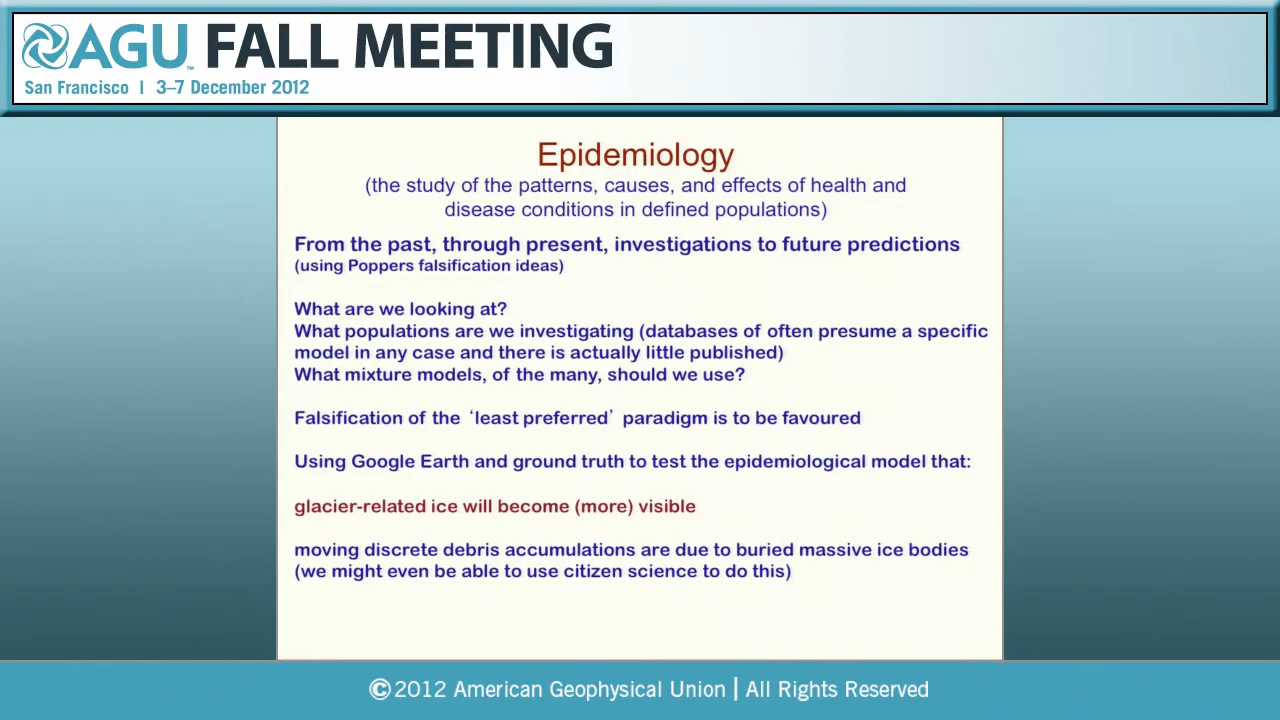 AGU™ FALL MEETING
San Francisco | 3–7 December 2012
Epidemiology
(the study of the patterns, causes, and effects of health and
disease conditions in defined populations)
From the past, through present, investigations to future predictions
(using Poppers falsification ideas)
What are we looking at?
What populations are we investigating (databases of often presume a specific
model in any case and there is actually little published)
What mixture models, of the many, should we use?
Falsification of the ‘least preferred’ paradigm is to be favoured
Using Google Earth and ground truth to test the epidemiological model that:
glacier-related ice will become (more) visible
moving discrete debris accumulations are due to buried massive ice bodies
(we might even be able to use citizen science to do this)
©2012 American Geophysical Union | All Rights Reserved